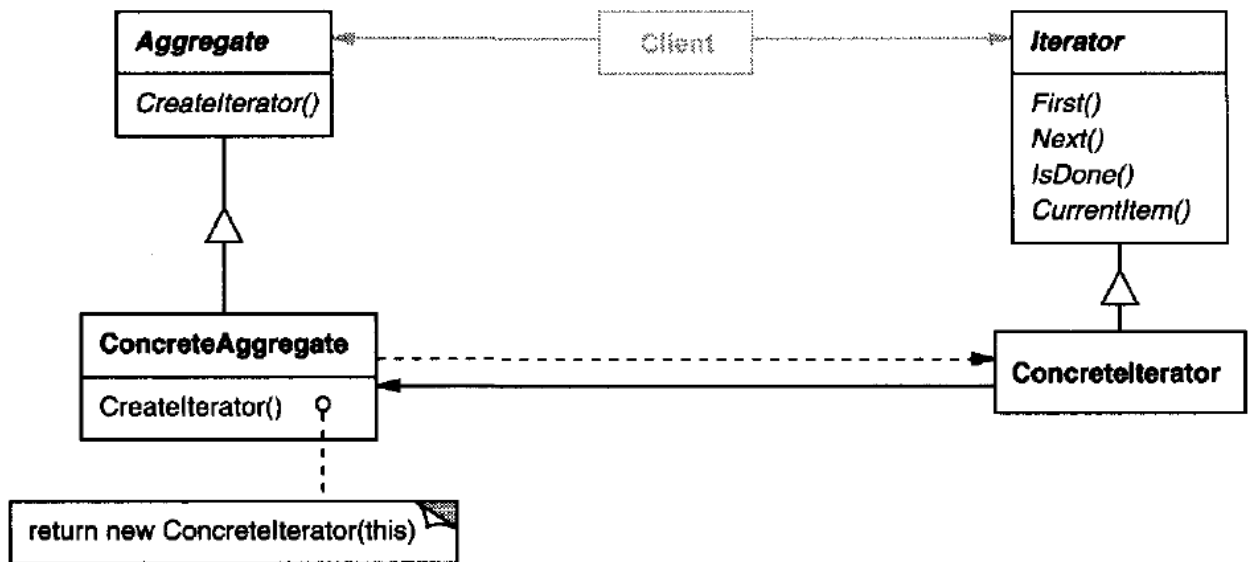 Aggregate
CreateIterator()
Client
Iterator
First()
Next()
IsDone()
CurrentItem()
ConcreteAggregate
CreateIterator()
ConcreteIterator
return new ConcreteIterator(this)